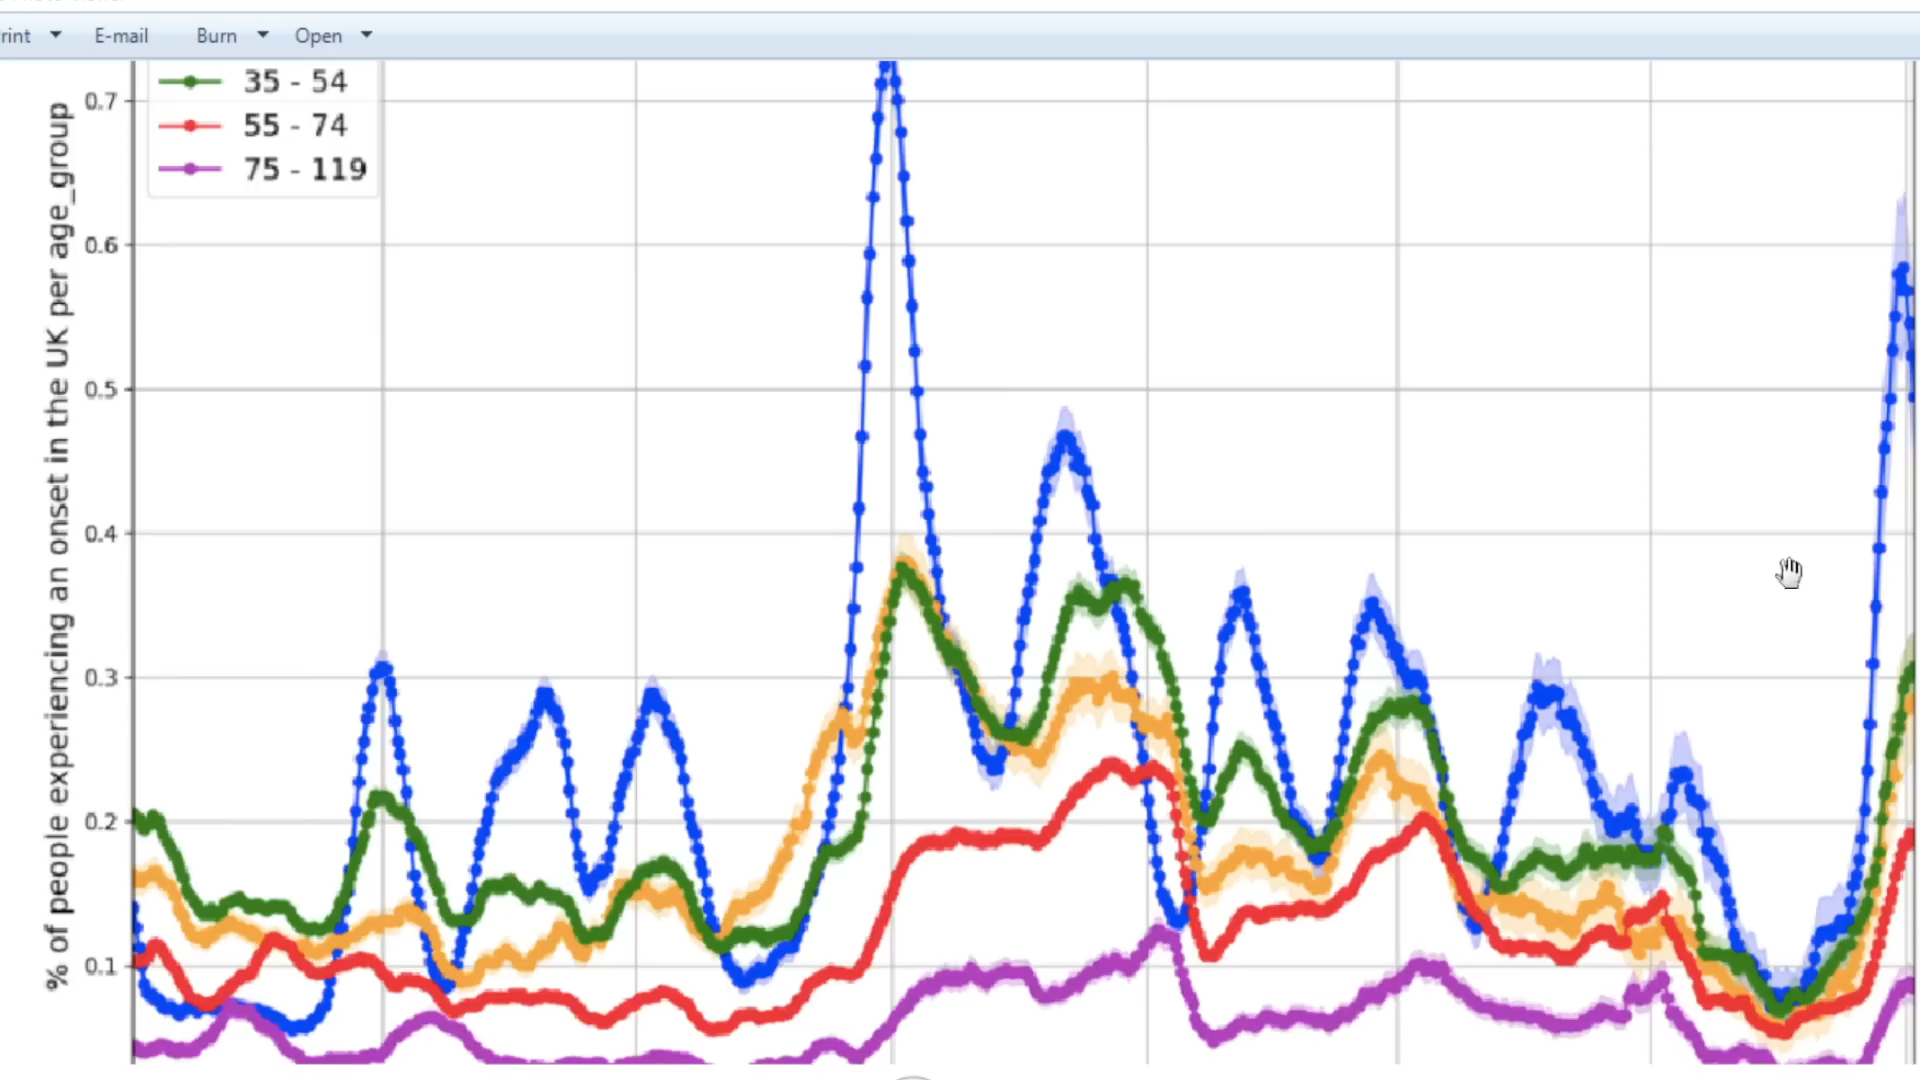 rint E-mail Burn Open
35 - 54
55 - 74
75 - 119
% of people experiencing an onset in the UK per age_group
0.7
0.6
0.5
0.4
0.3
0.2
0.1